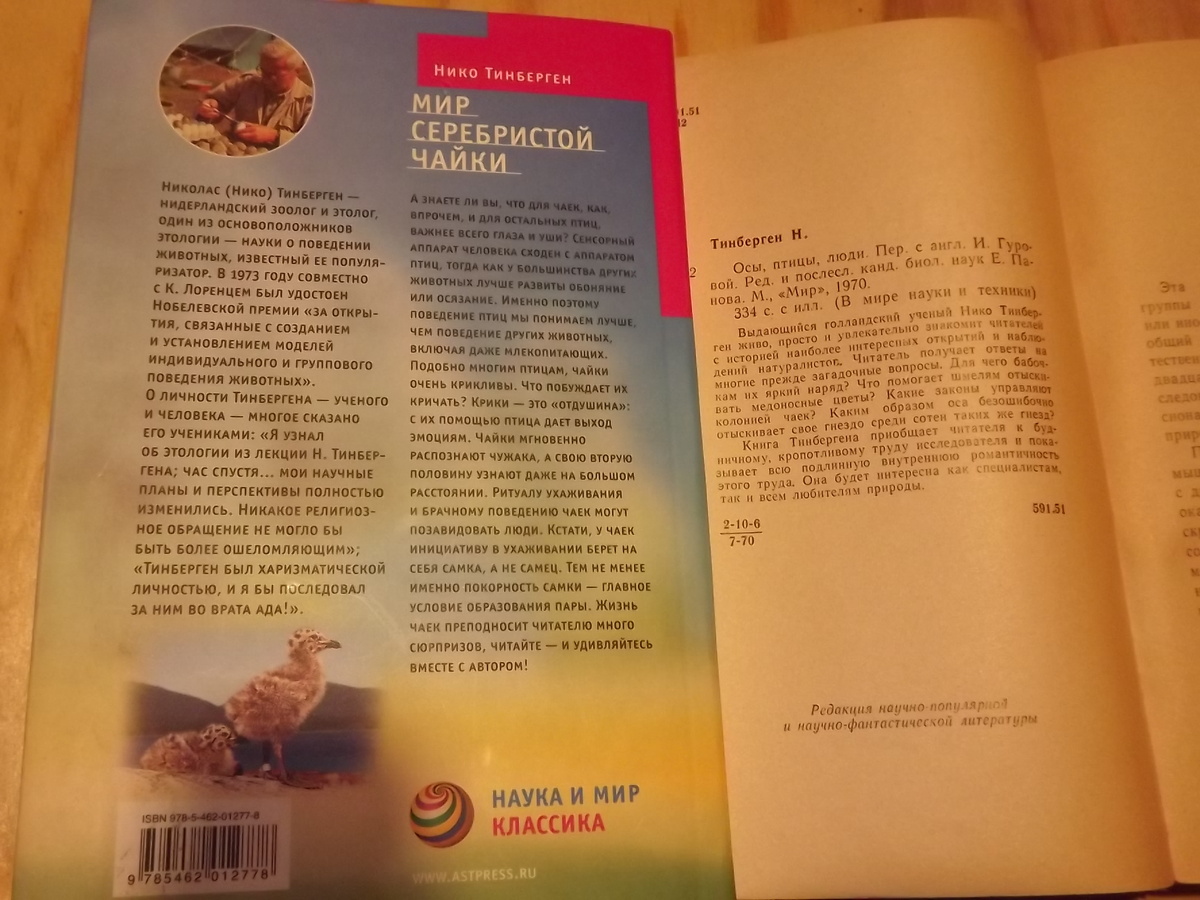 Нико Тинберген
МИР
СЕРЕБРИСТОЙ
ЧАЙКИ
Николас (Нико) Тинберген —
нидерландский зоолог и этолог,
один из основоположников
этологии — науки о поведении
животных, известный ее популя-
ризатор. В 1973 году совместно
с К. Лоренцем был удостоен
Нобелевской премии «за откры-
тия, связанные с созданием
и установлением моделей
индивидуального и группового
поведения животных».
О личности Тинбергена — ученого
и человека — многое сказано
его учениками: «Я узнал
об этологии из лекции Н. Тинбер-
гена; час спустя... мои научные
планы и перспективы полностью
изменились. Никакое религиоз-
ное обращение не могло бы
быть более ошеломляющим»;
«Тинберген был харизматической
личностью, и я бы последовал
за ним во врата ада!».
А знаете ли вы, что для чаек, как,
впрочем, и для остальных птиц,
важнее всего глаза и уши? Сенсорный
аппарат человека сходен с аппаратом
птиц, тогда как у большинства других
животных лучше развиты обоняние
или осязание. Именно поэтому
поведение птиц мы понимаем лучше,
чем поведение других животных,
включая даже млекопитающих.
Подобно многим птицам, чайки
очень крикливы. Что побуждает их
кричать? Крики — это «отдушина»:
с их помощью птица дает выход
эмоциям. Чайки мгновенно
распознают чужака, а свою вторую
половину узнают даже на большом
расстоянии. Ритуалу ухаживания
и брачному поведению чаек могут
позавидовать люди. Кстати, у чаек
инициативу в ухаживании берет на
себя самка, а не самец. Тем не менее
именно покорность самки — главное
условие образования пары. Жизнь
чаек преподносит читателю много
сюрпризов, читайте — и удивляйтесь
вместе с автором!
ISBN 978-5-462-01277-8
9 785462 012778
НАУКА И МИР
КЛАССИКА
WWW.ASTPRESS.RU
1.51
2
Тинберген Н.
2
Осы, птицы, люди. Пер. с англ. И. Гуро-
вой. Ред. и послесл. канд. биол. наук Е. Па-
нова. М., «Мир», 1970.
334 с. с илл. (В мире науки и техники)
Выдающийся голландский ученый Нико Тинбер-
ген живо, просто и увлекательно знакомит читателей
с историей наиболее интересных открытий и наблю-
дений натуралистов. Читатель получает ответы на
многие прежде загадочные вопросы. Для чего бабоч-
кам их яркий наряд? Что помогает шмелям отыски-
вать медоносные цветы? Какие законы управляют
колонией чаек? Каким образом оса безошибочно
отыскивает свое гнездо среди сотен таких же гнезд?
Книга Тинбергена приобщает читателя к буд-
ничному, кропотливому труду исследователя и пока-
зывает всю подлинную внутреннюю романтичность
этого труда. Она будет интересна как специалистам,
так и всем любителям природы.
2-10-6
7-70
591.51
Редакция научно-популярной
и научно-фантастической литературы
Эта
группы
или
общий